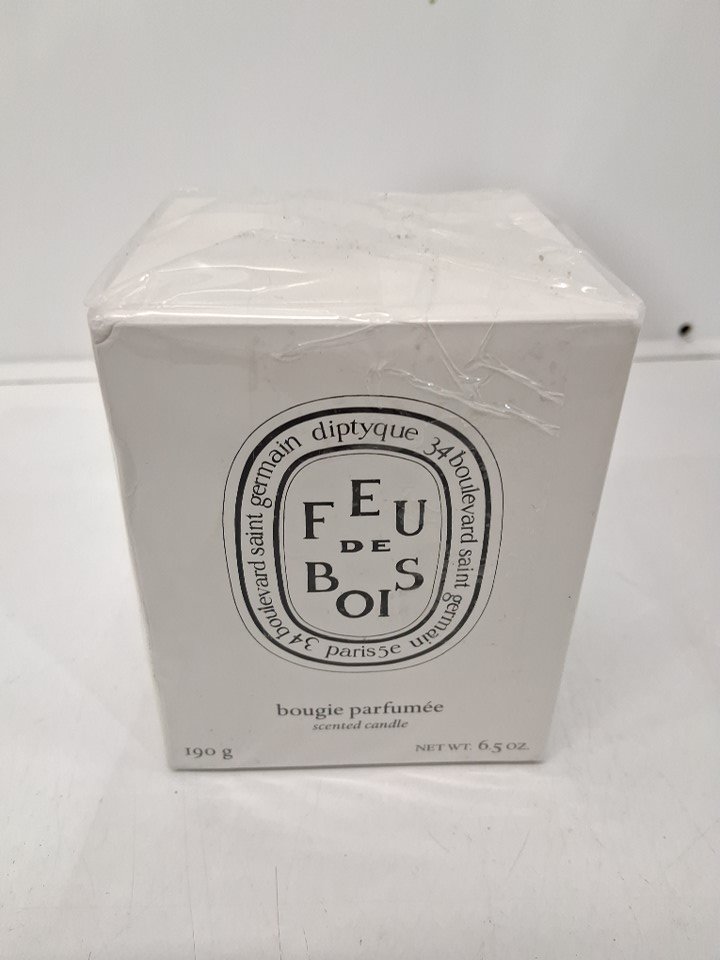 diptyque 34 boulevard saint germain paris 5e 34 boulevard saint germain
FEU
DE
BOIS
bougie parfumée
scented candle
190 g
NET WT. 6.5 OZ.